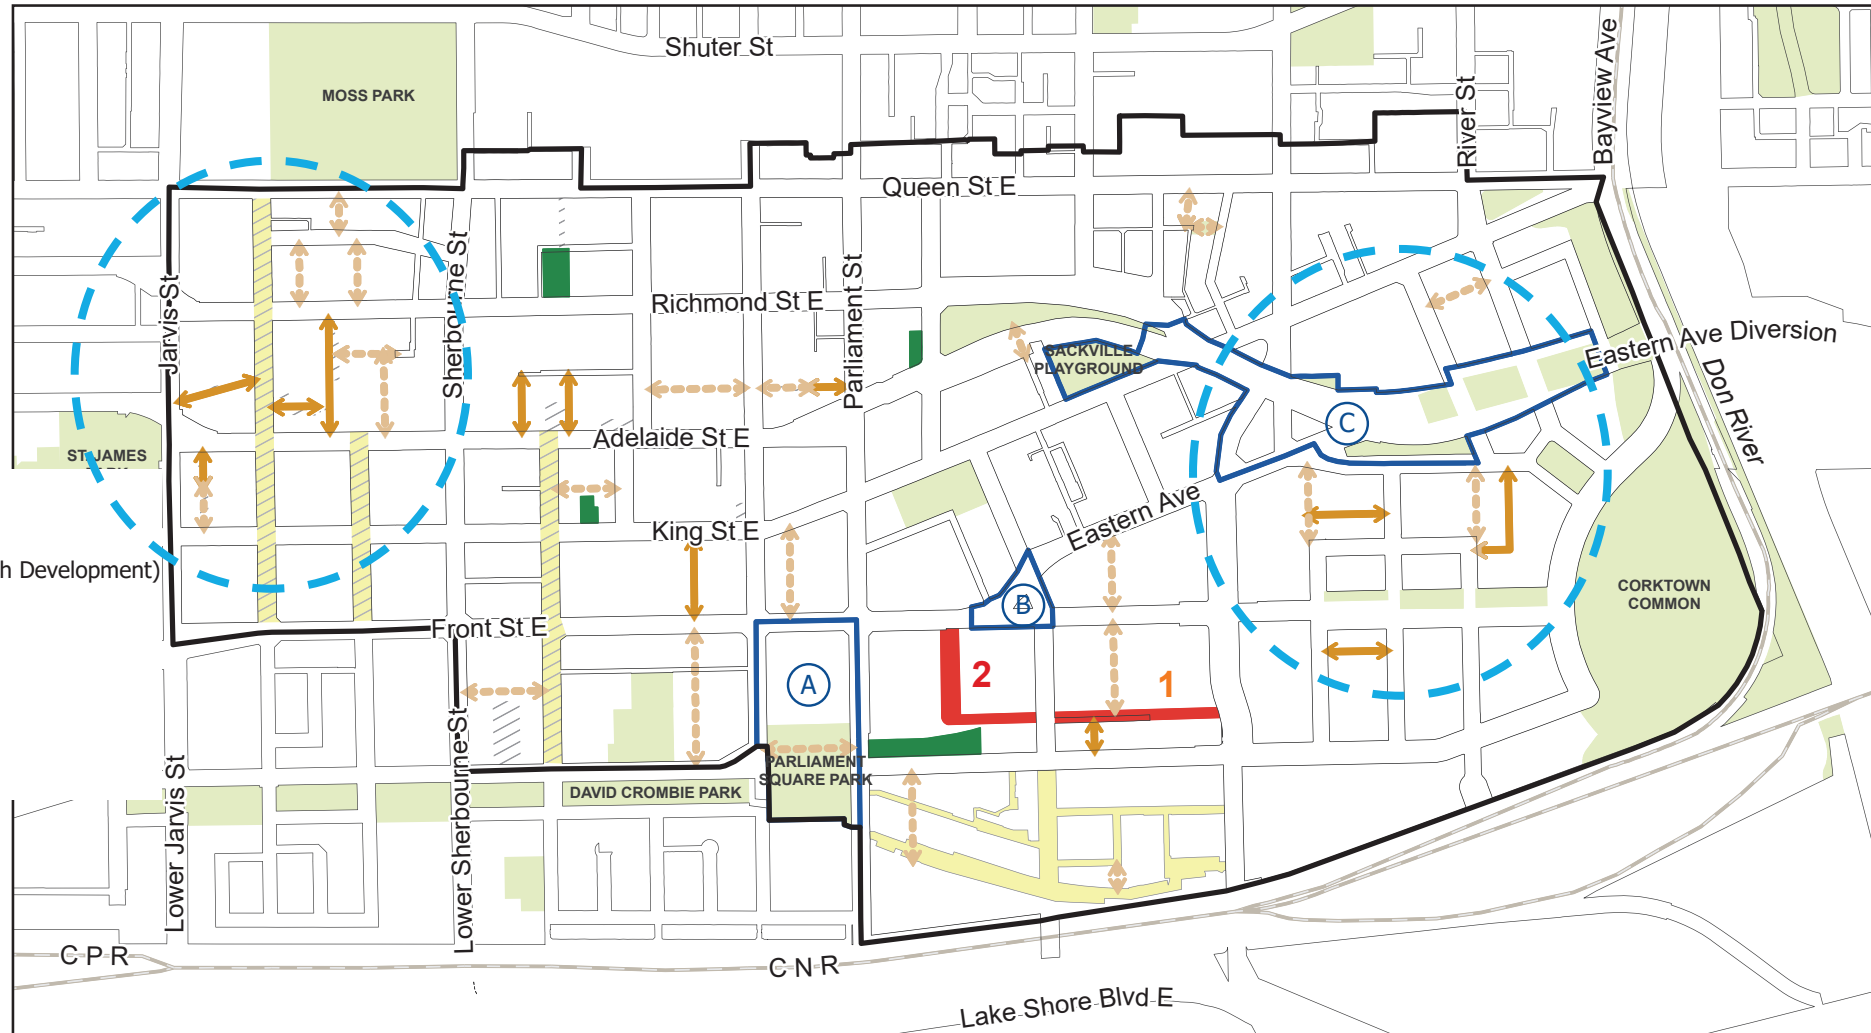 Shuter St
Bayview Ave
MOSS PARK
River St
Queen St E
Sherbourne St
Jarvis St
Parliament St
Richmond St E
Eastern Ave Diversion
SACKVILLE
PLAYGROUND
Don River
C
Adelaide St E
ST. JAMES
Eastern Ave
King St E
h Development)
CORKTOWN
COMMON
B
Front St E
A
2
1
PARLIAMENT
SQUARE PARK
DAVID CROMBIE PARK
Lower Jarvis St
Lower Sherbourne St
C P R
C N R
Lake Shore Blvd E